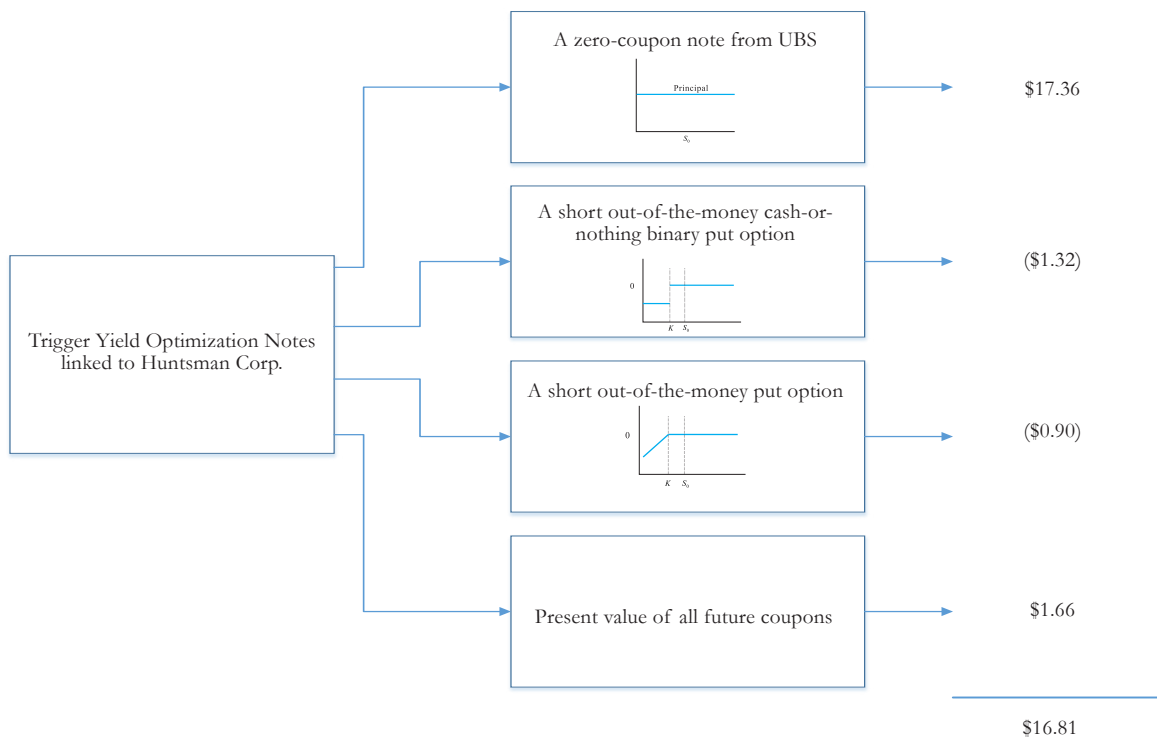 A zero-coupon note from UBS
Principal
S₀
$17.36
A short out-of-the-money cash-or-
nothing binary put option
0
K S₀
($1.32)
Trigger Yield Optimization Notes
linked to Huntsman Corp.
A short out-of-the-money put option
0
K S₀
($0.90)
Present value of all future coupons
$1.66
$16.81